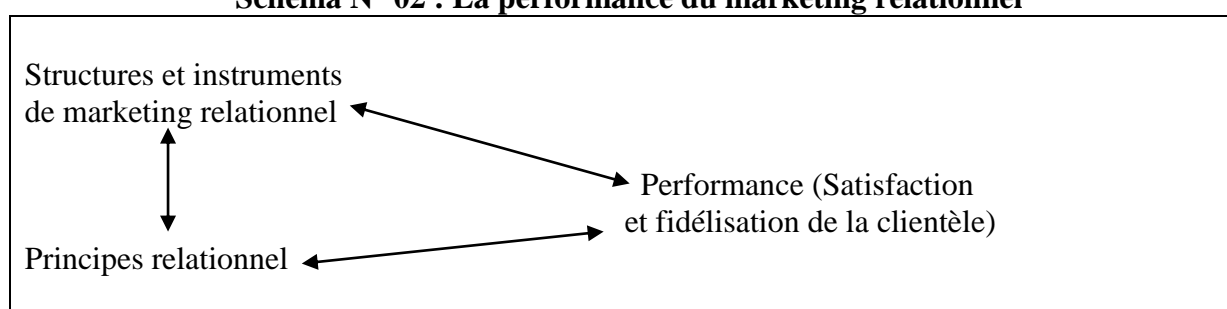 Schéma N° 02 : La performance du marketing relationnel
Structures et instruments
de marketing relationnel
Performance (Satisfaction
et fidélisation de la clientèle)
Principes relationnel